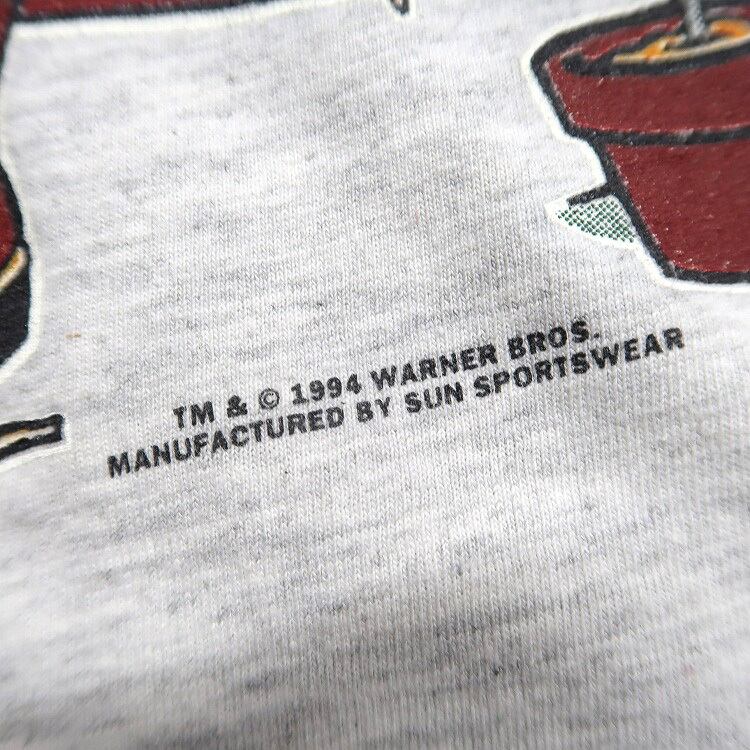 TM & © 1994 WARNER BROS.
MANUFACTURED BY SUN SPORTSWEAR